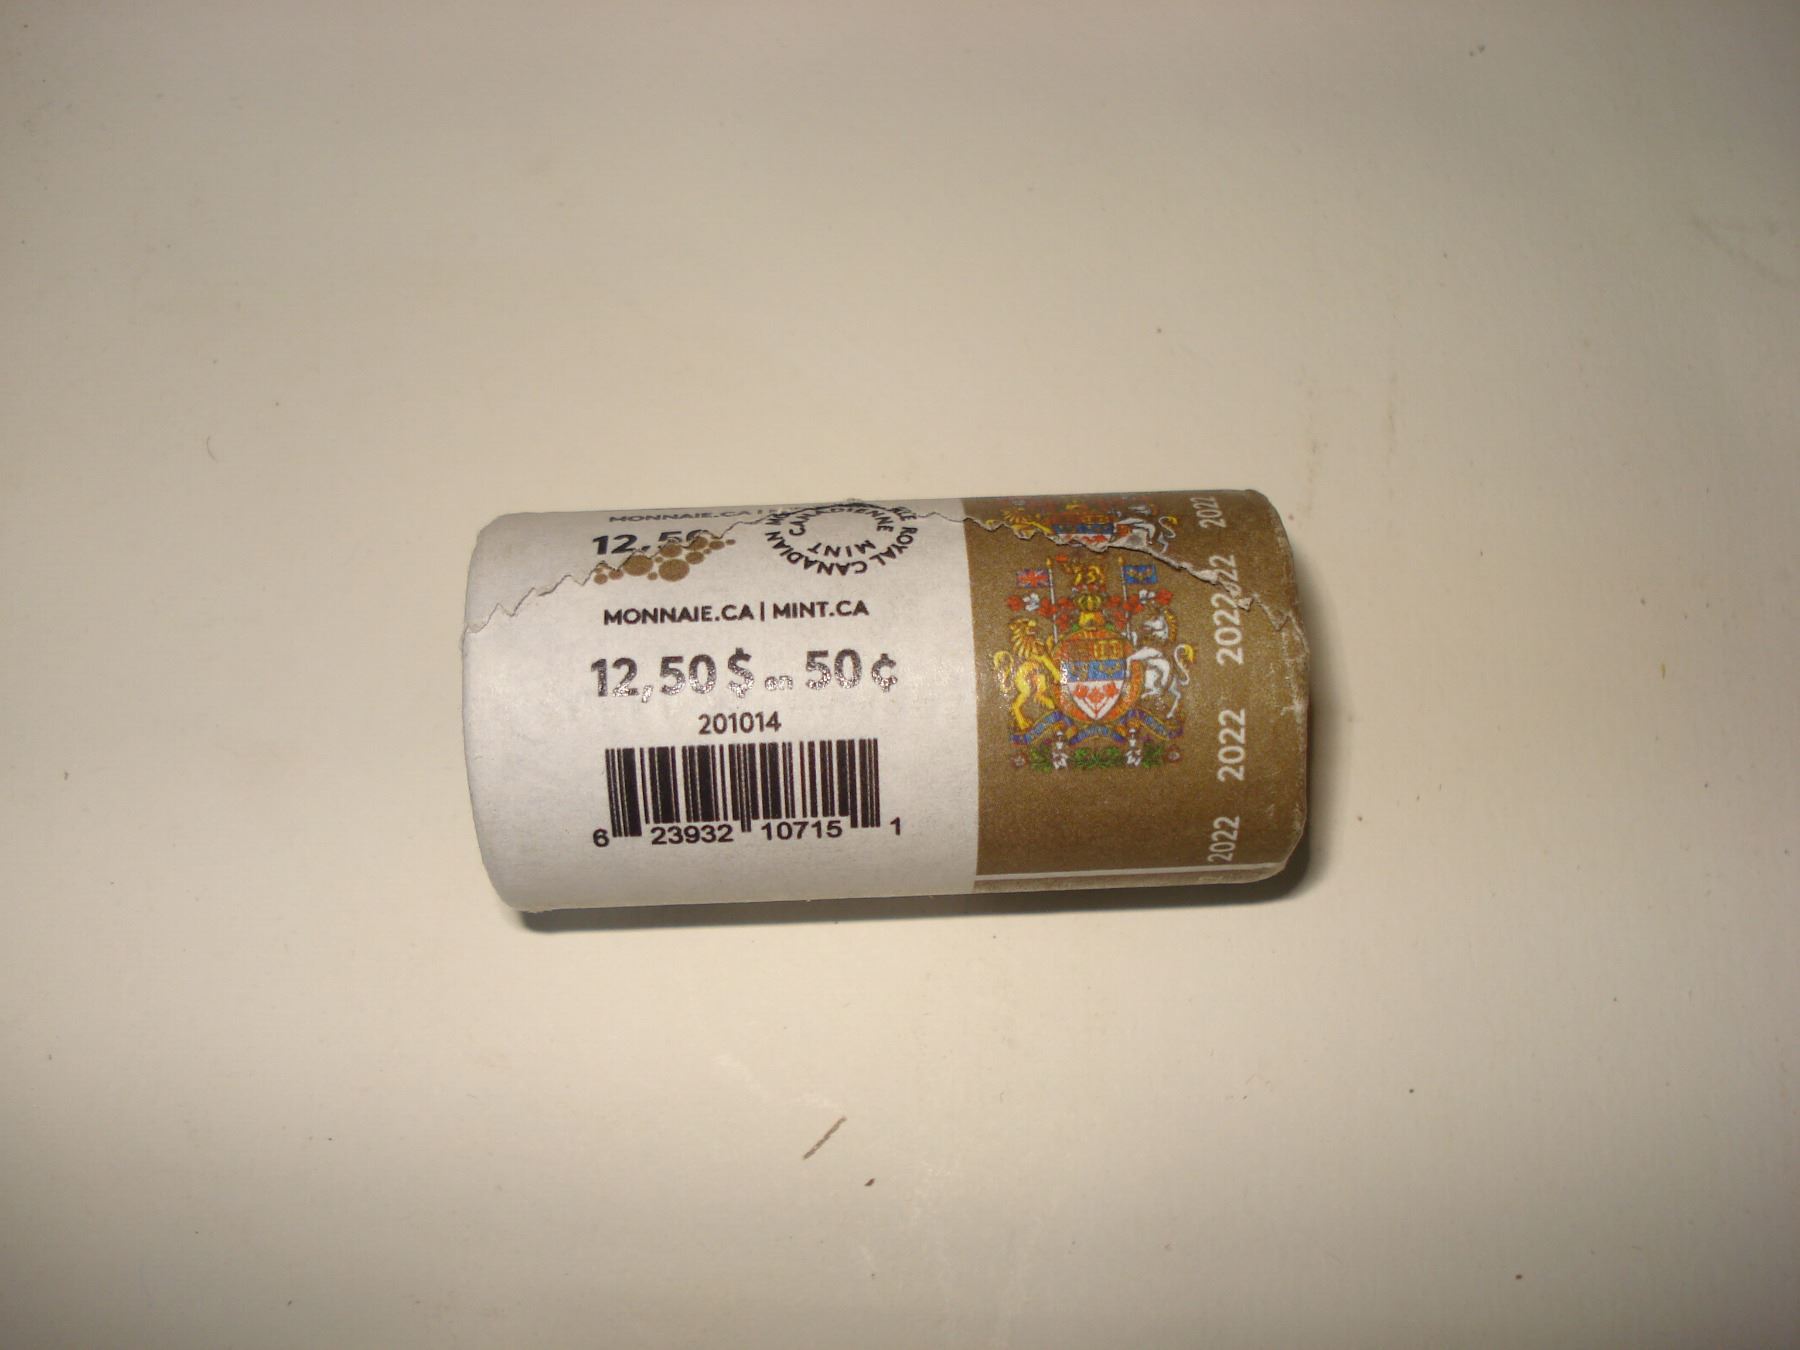 MONNAIE.CA
12,50
ROYAL CANADIAN
CANADIENNE
MINT
MONNAIE.CA | MINT.CA
12,50 $ en 50 ¢
201014
6 23932 10715 1
2022
2022
2022
2022